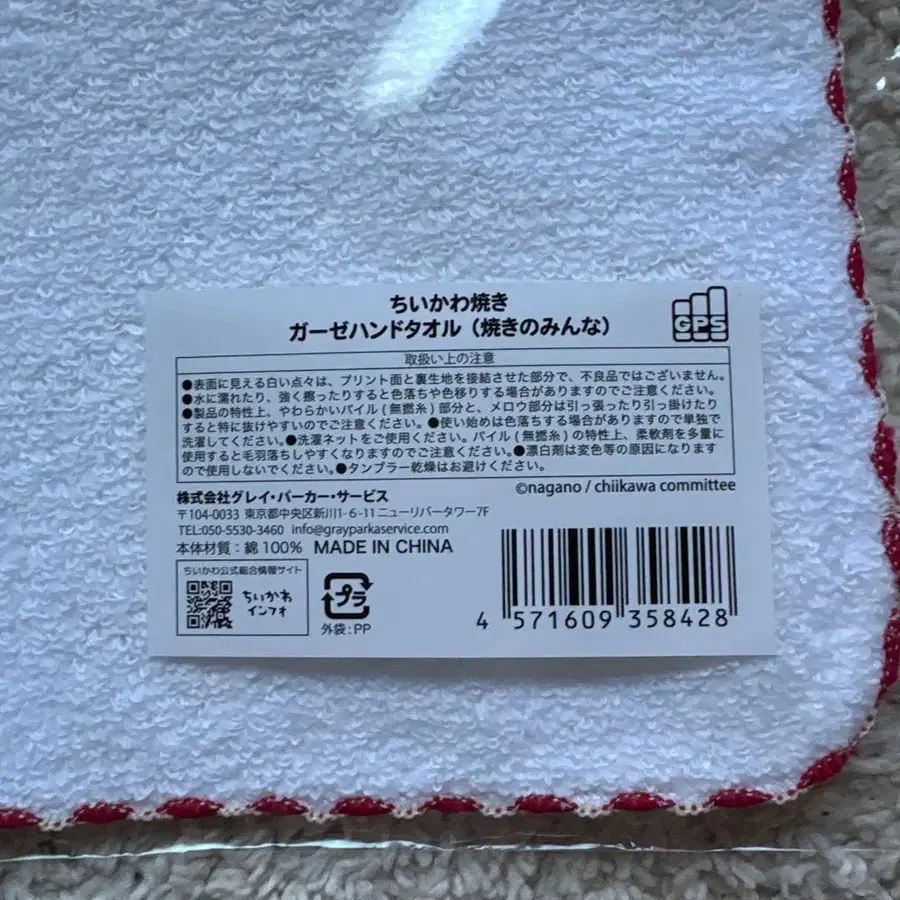 ちいかわ焼き
ガーゼハンドタオル（焼きのみんな）
GPS
取扱い上の注意
●表面に見える白い点々は、プリント面と裏生地を接結させた部分で、不良品ではございません。
●水に濡れたり、強く擦ったりすると色落ちや色移りする場合がありますのでご注意ください。
●製品の特性上、やわらかいパイル(無撚糸)部分と、メロウ部分は引っ張ったり引っ掛けたり
すると特に抜けやすいのでご注意ください。●使い始めは色落ちする場合がありますので単独で
洗濯してください。●洗濯ネットをご使用ください。パイル(無撚糸)の特性上、柔軟剤を多量に
使用すると毛羽落ちしやすくなりますのでご注意ください。●漂白剤は変色等の原因になります
ので使用しないでください。●タンブラー乾燥はお避けください。
©nagano / chiikawa committee
株式会社グレイ・パーカー・サービス
〒104-0033 東京都中央区新川1-6-11ニューリバータワー7F
TEL:050-5530-3460 info@grayparkaservice.com
本体材質：綿100% MADE IN CHINA
ちいかわ公式総合情報サイト
ちいかわ
インフォ
プラ
外袋：PP
4 571609 358428